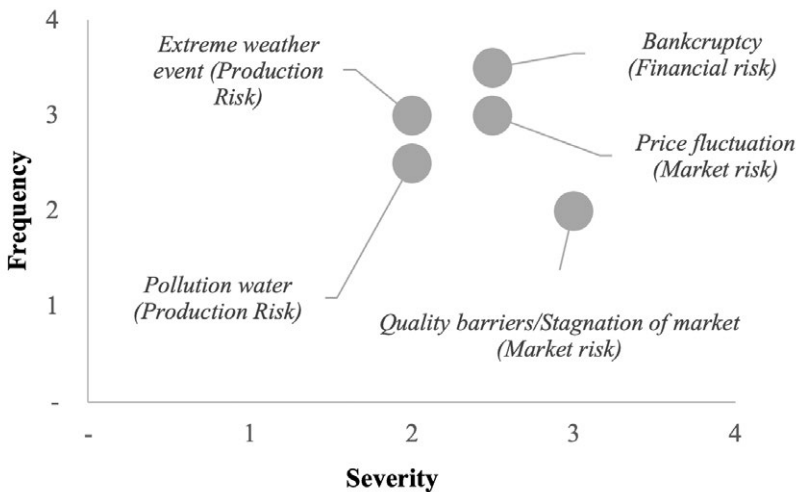 4
Extreme weather
event (Production
Risk)
Bankcruptcy
(Financial risk)
3
Price fluctuation
(Market risk)
Frequency
2
Pollution water
(Production Risk)
1
Quality barriers/Stagnation of market
(Market risk)
-
- 1 2 3 4
Severity